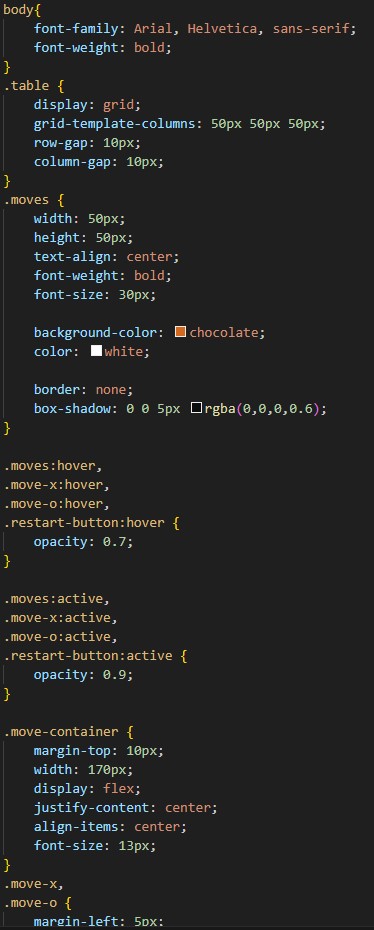 body{
    font-family: Arial, Helvetica, sans-serif;
    font-weight: bold;
}
.table {
    display: grid;
    grid-template-columns: 50px 50px 50px;
    row-gap: 10px;
    column-gap: 10px;
}
.moves {
    width: 50px;
    height: 50px;
    text-align: center;
    font-weight: bold;
    font-size: 30px;

    background-color: chocolate;
    color: white;

    border: none;
    box-shadow: 0 0 5px rgba(0,0,0,0.6);
}

.moves:hover,
.move-x:hover,
.move-o:hover,
.restart-button:hover {
    opacity: 0.7;
}

.moves:active,
.move-x:active,
.move-o:active,
.restart-button:active {
    opacity: 0.9;
}

.move-container {
    margin-top: 10px;
    width: 170px;
    display: flex;
    justify-content: center;
    align-items: center;
    font-size: 13px;
}
.move-x,
.move-o {
    margin-left: 5px;